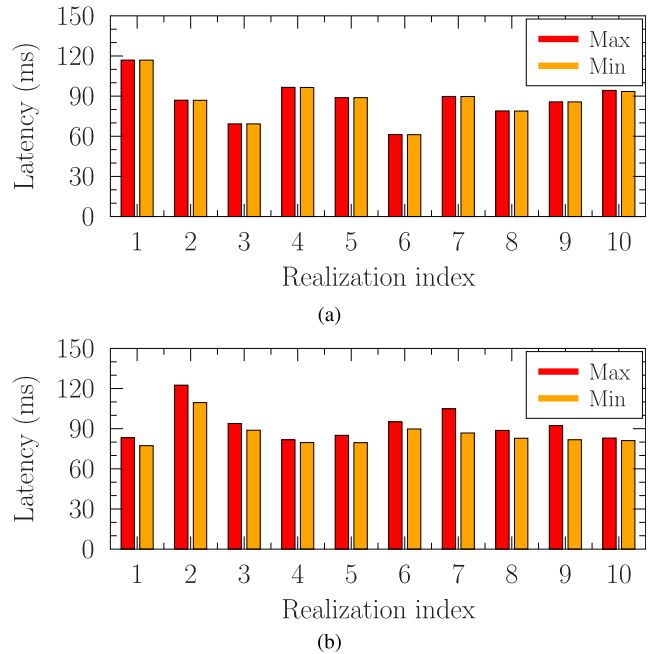 150
120
90
60
30
0
Latency (ms)
Max
Min
1 2 3 4 5 6 7 8 9 10
Realization index
(a)
150
120
90
60
30
0
Latency (ms)
Max
Min
1 2 3 4 5 6 7 8 9 10
Realization index
(b)